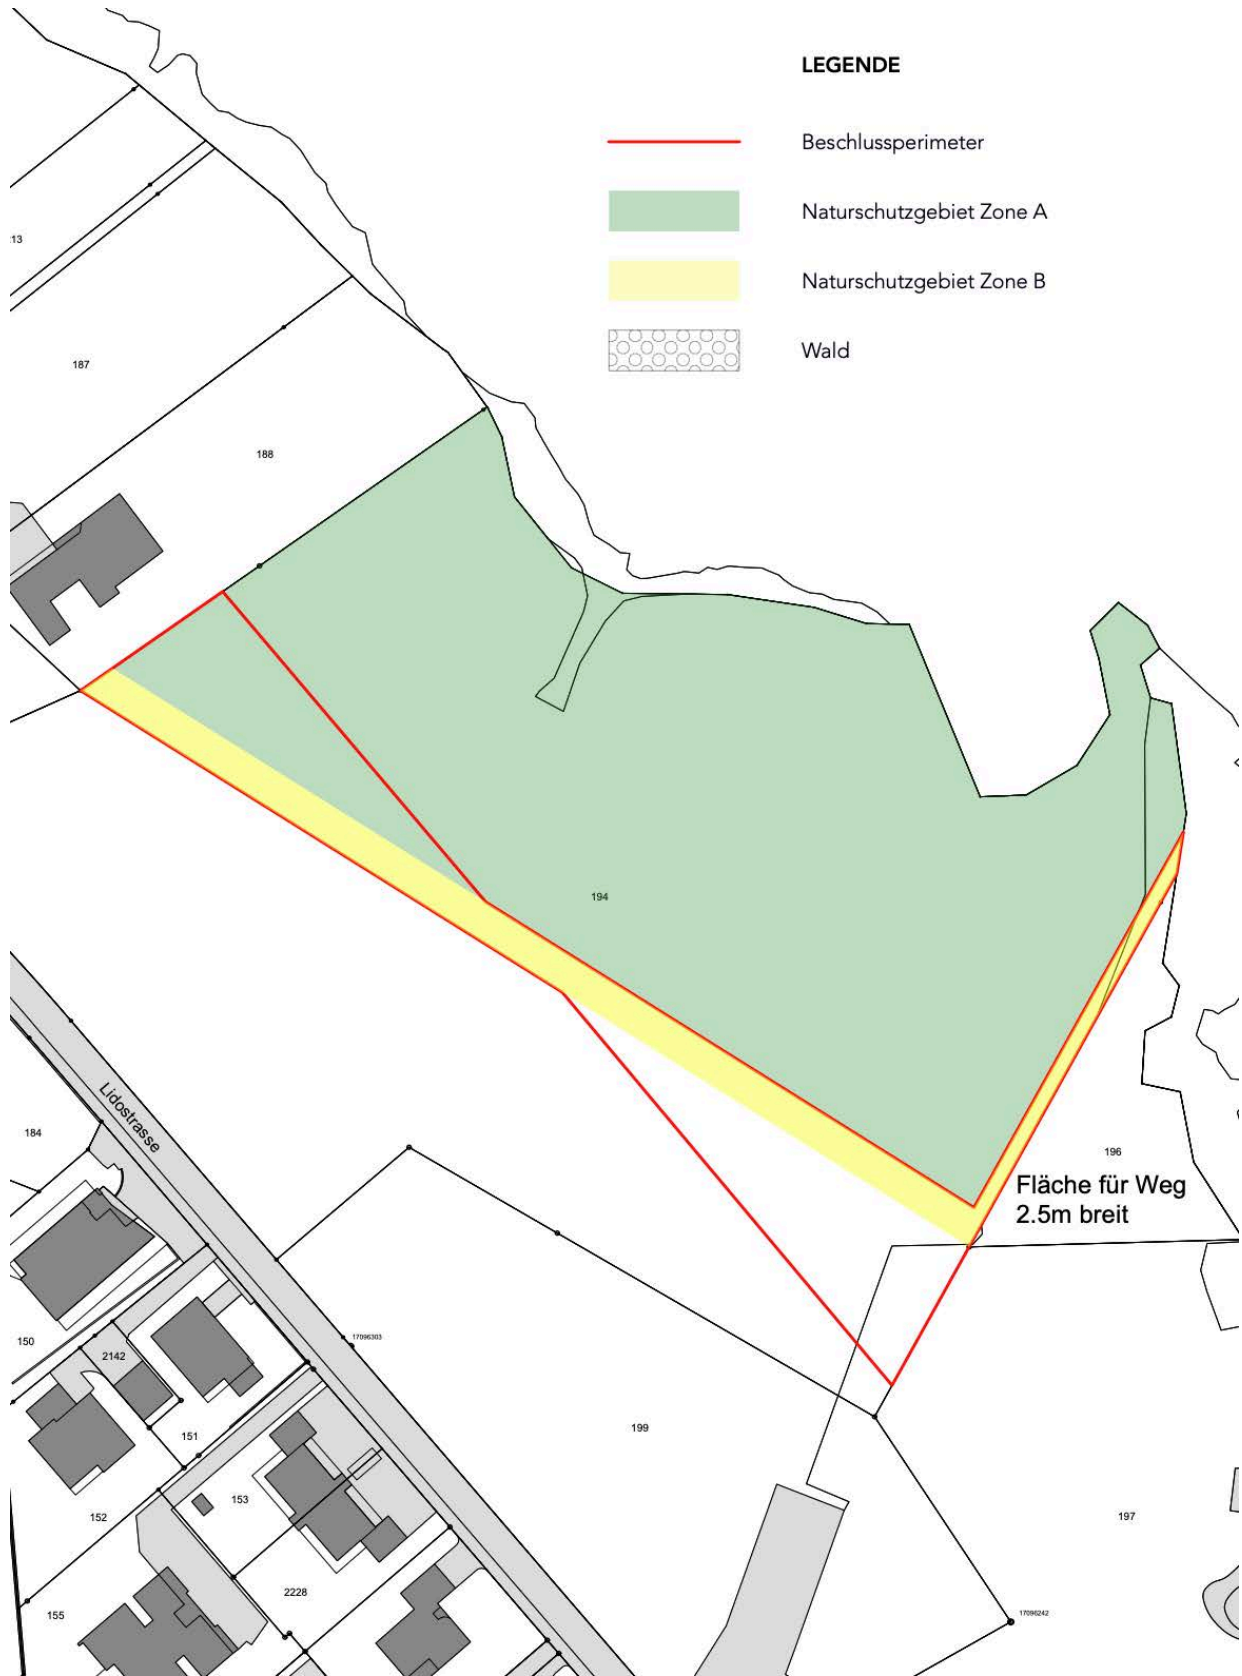 LEGENDE
Beschlussperimeter
Naturschutzgebiet Zone A
Naturschutzgebiet Zone B
Wald
:13
187
188
194
Lidostrasse
184
196
Fläche für Weg
2.5m breit
150
2142
17096303
151
199
153
152
197
2228
155
17096242